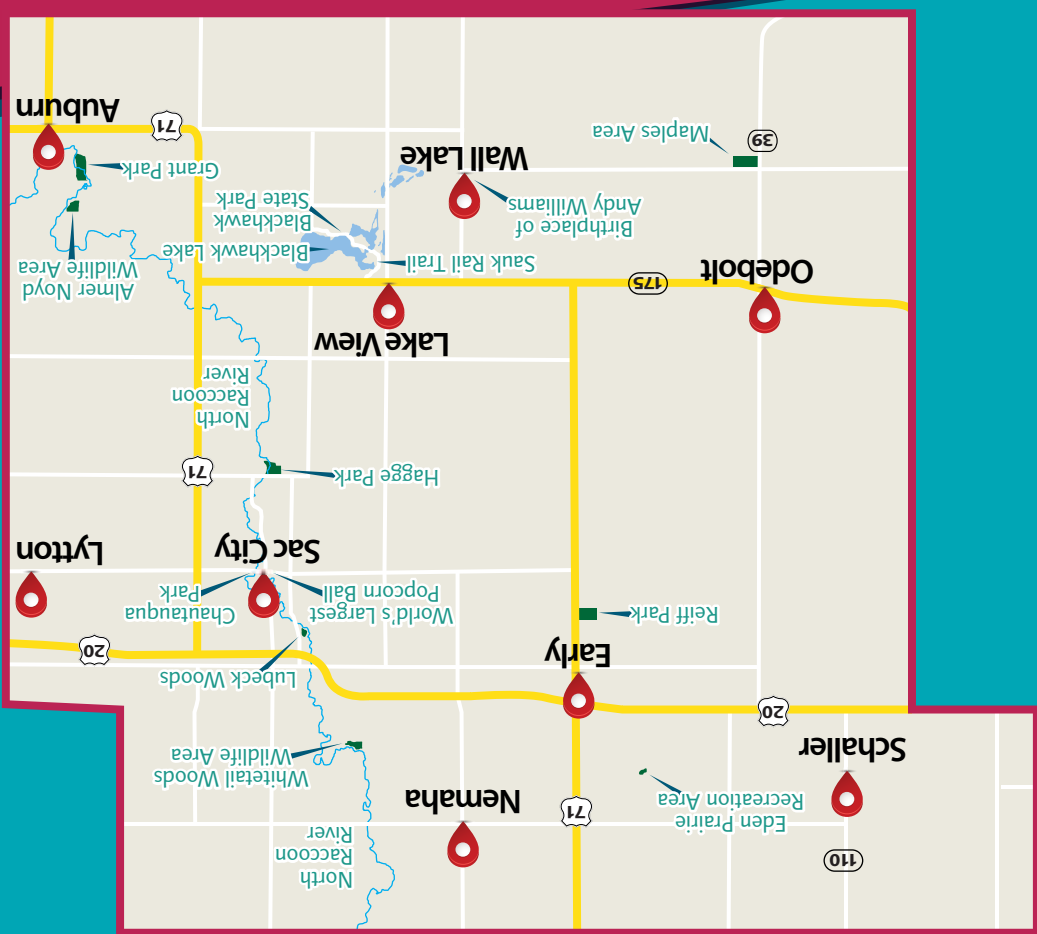 110
North
Raccoon
River
Nemaha
71
Eden Prairie
Recreation Area
Schaller
Whitetail Woods
Wildlife Area
20
Early
Lubeck Woods
20
Reiff Park
World's Largest
Popcorn Ball
Chautauqua
Park
Sac City
Lytton
Hagge Park
71
North
Raccoon
River
Lake View
Odebolt
175
Sauk Rail Trail
Blackhawk Lake
Blackhawk
State Park
Almer Noyd
Wildlife Area
Birthplace of
Andy Williams
Wall Lake
Grant Park
Maples Area
39
71
Auburn